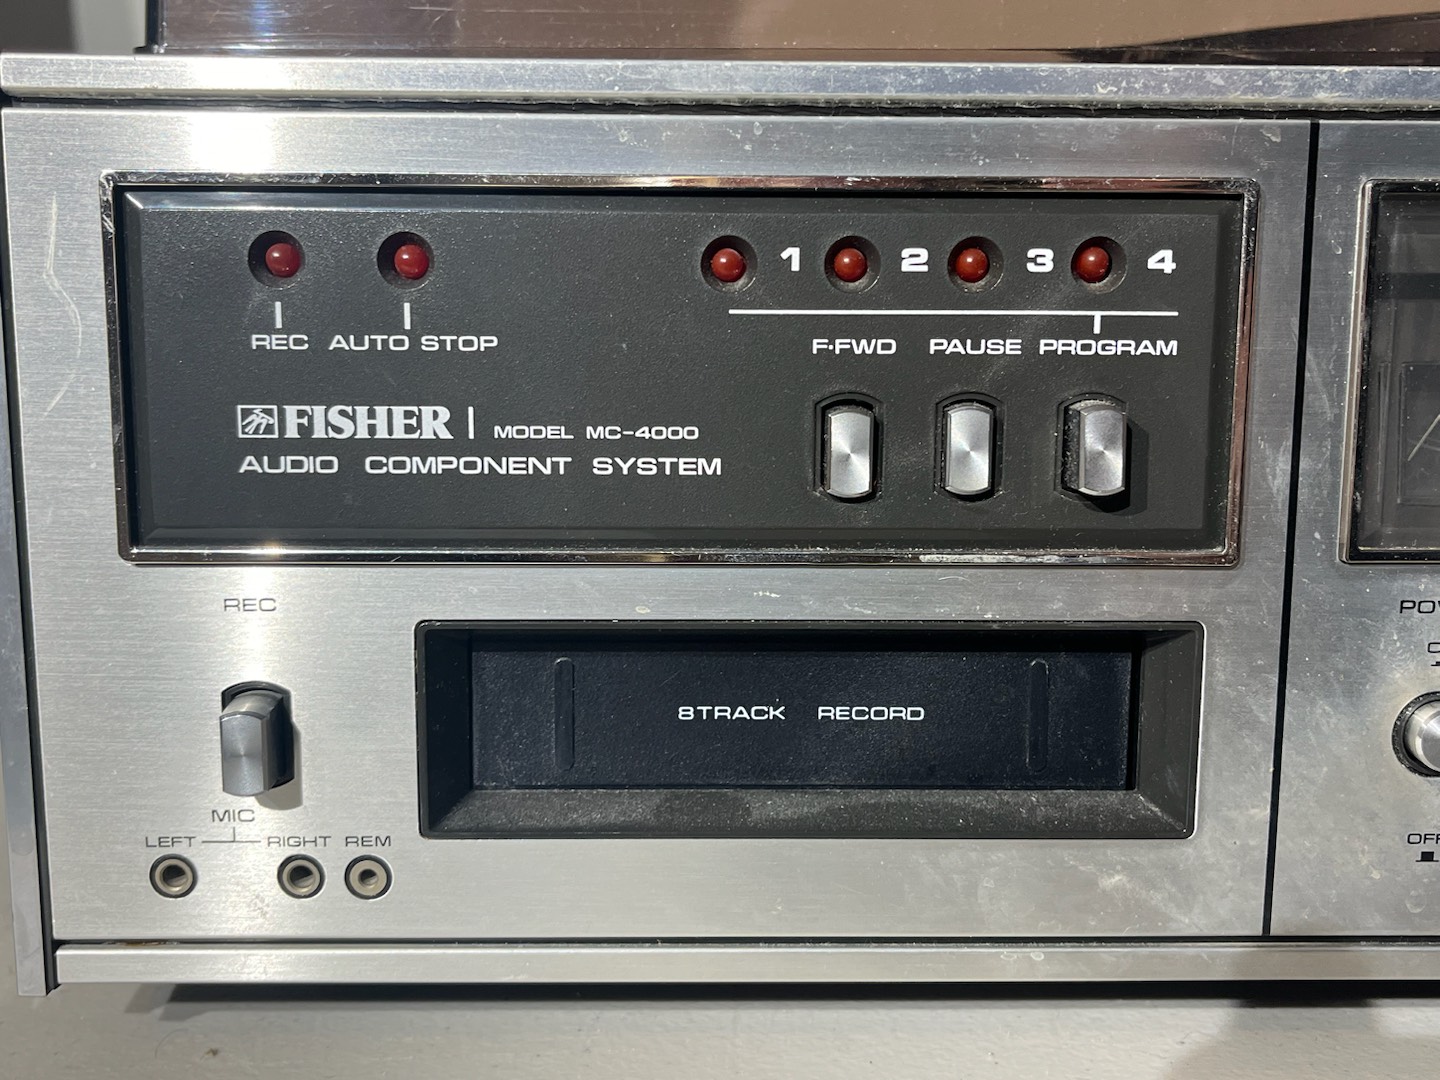 1 2 3 4
REC AUTO STOP
F·FWD PAUSE PROGRAM
FISHER | MODEL MC-4000
AUDIO COMPONENT SYSTEM
REC
8TRACK RECORD
MIC
LEFT RIGHT REM